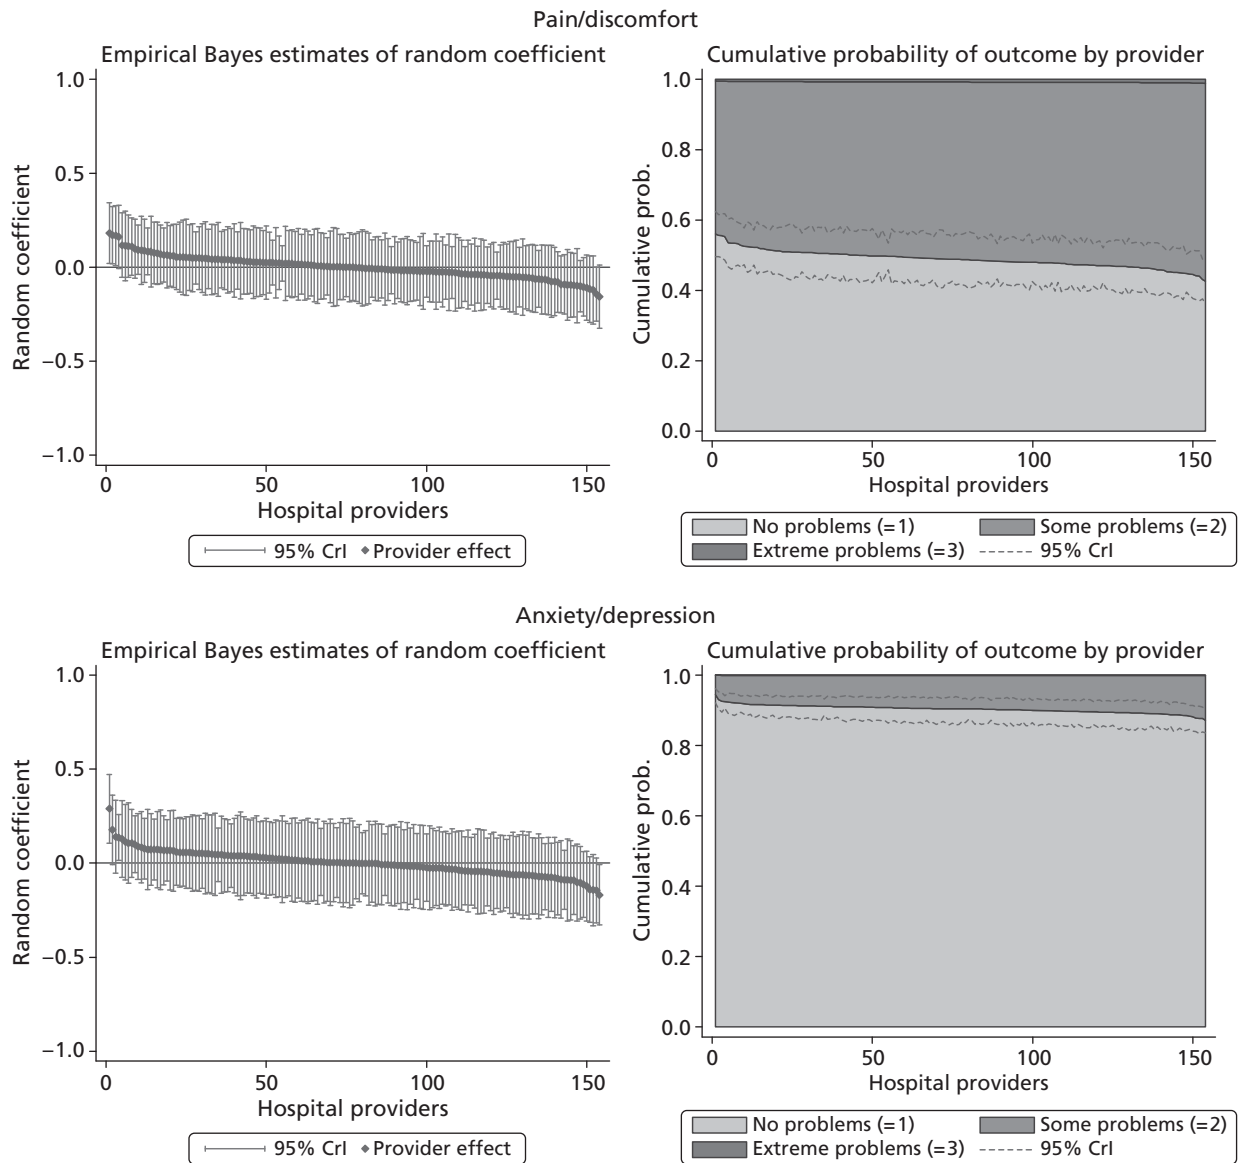 Pain/discomfort
Empirical Bayes estimates of random coefficient
1.0
0.5
0.0
−0.5
−1.0
Random coefficient
0
50
100
150
Hospital providers
95% CrI
Provider effect
Cumulative probability of outcome by provider
1.0
0.8
0.6
0.4
0.2
0.0
Cumulative prob.
0
50
100
150
Hospital providers
No problems (=1)
Some problems (=2)
Extreme problems (=3)
95% CrI
Anxiety/depression
Empirical Bayes estimates of random coefficient
1.0
0.5
0.0
−0.5
−1.0
Random coefficient
0
50
100
150
Hospital providers
95% CrI
Provider effect
Cumulative probability of outcome by provider
1.0
0.8
0.6
0.4
0.2
0.0
Cumulative prob.
0
50
100
150
Hospital providers
No problems (=1)
Some problems (=2)
Extreme problems (=3)
95% CrI